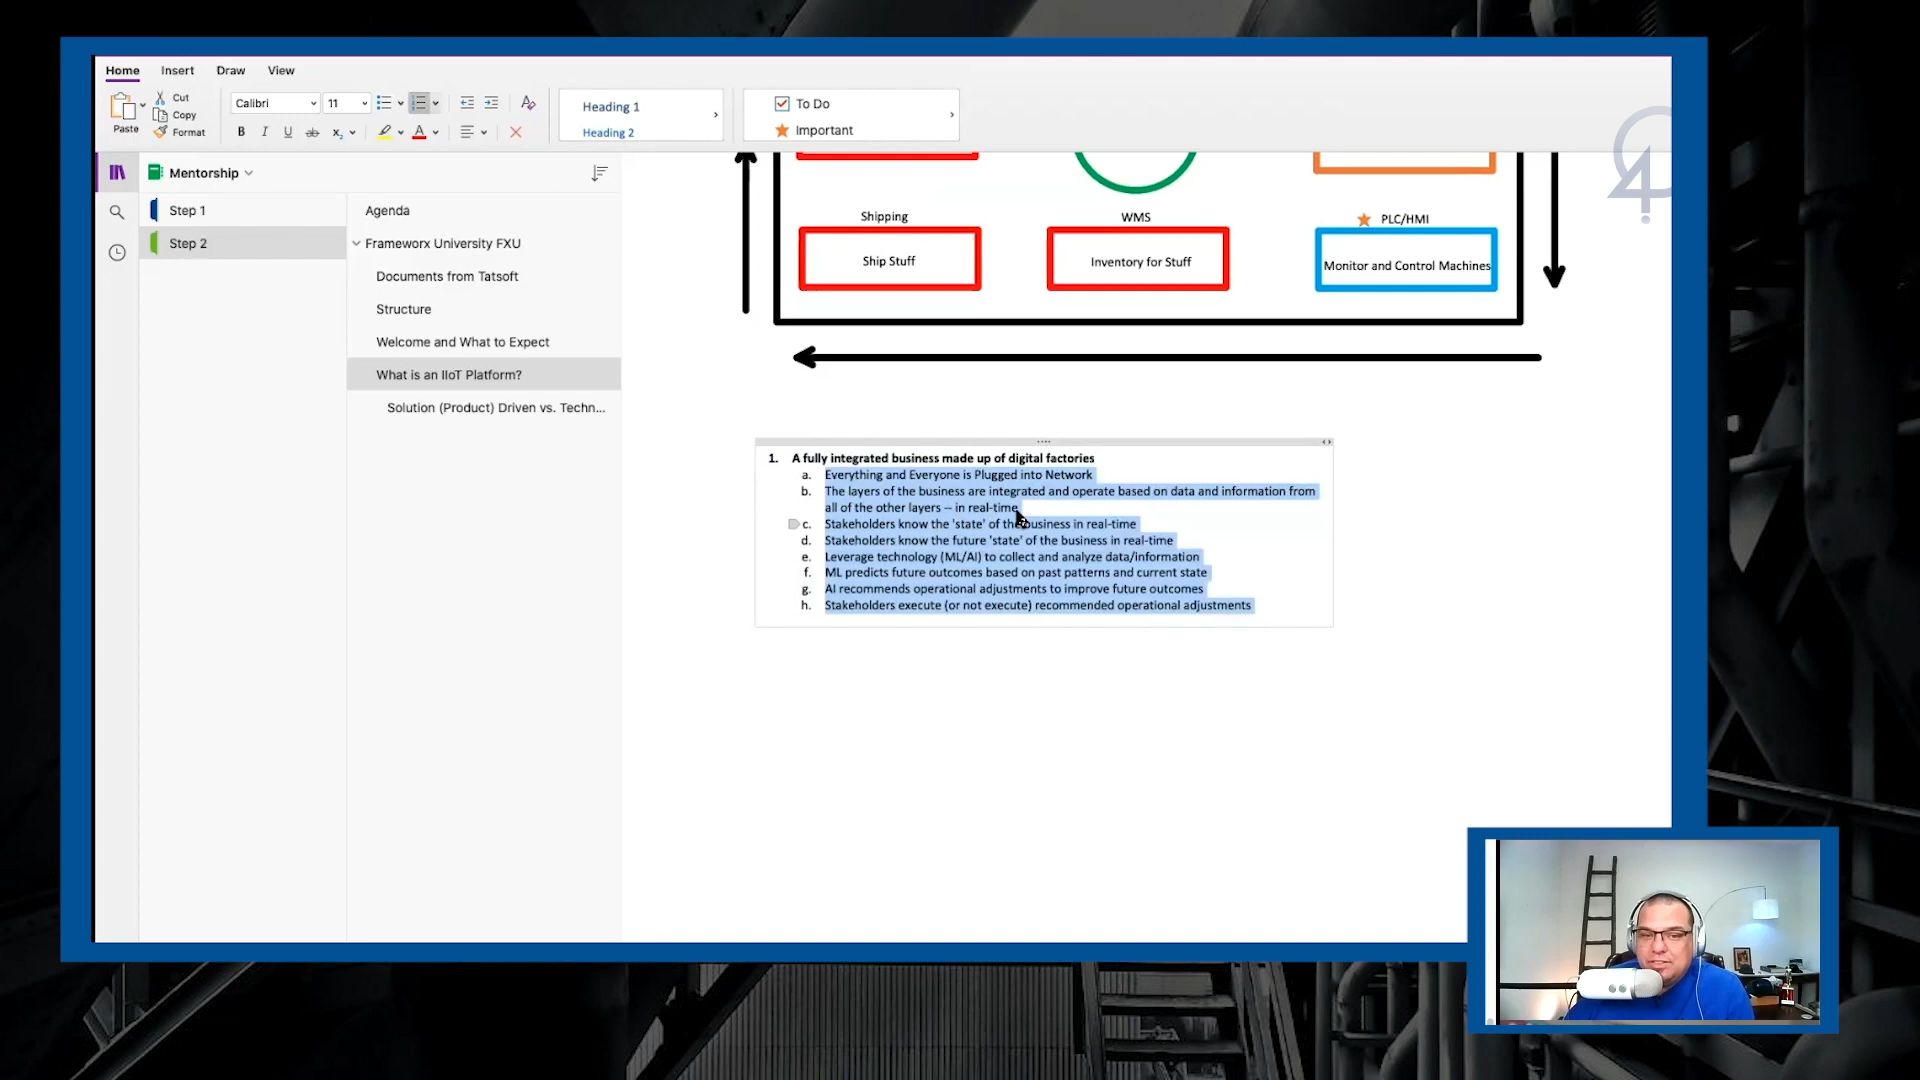 Home Insert Draw View
Cut
Copy
Paste
Format
Calibri 11
B I U ab x
A
Heading 1
Heading 2
To Do
Important
Mentorship
Step 1
Step 2
Agenda
Frameworx University FXU
Documents from Tatsoft
Structure
Welcome and What to Expect
What is an IIoT Platform?
Solution (Product) Driven vs. Techn...
Shipping
WMS
PLC/HMI
Ship Stuff
Inventory for Stuff
Monitor and Control Machines
4
1. A fully integrated business made up of digital factories
a. Everything and Everyone is Plugged into Network
b. The layers of the business are integrated and operate based on data and information from
all of the other layers -- in real-time
c. Stakeholders know the 'state' of the business in real-time
d. Stakeholders know the future 'state' of the business in real-time
e. Leverage technology (ML/AI) to collect and analyze data/information
f. ML predicts future outcomes based on past patterns and current state
g. AI recommends operational adjustments to improve future outcomes
h. Stakeholders execute (or not execute) recommended operational adjustments